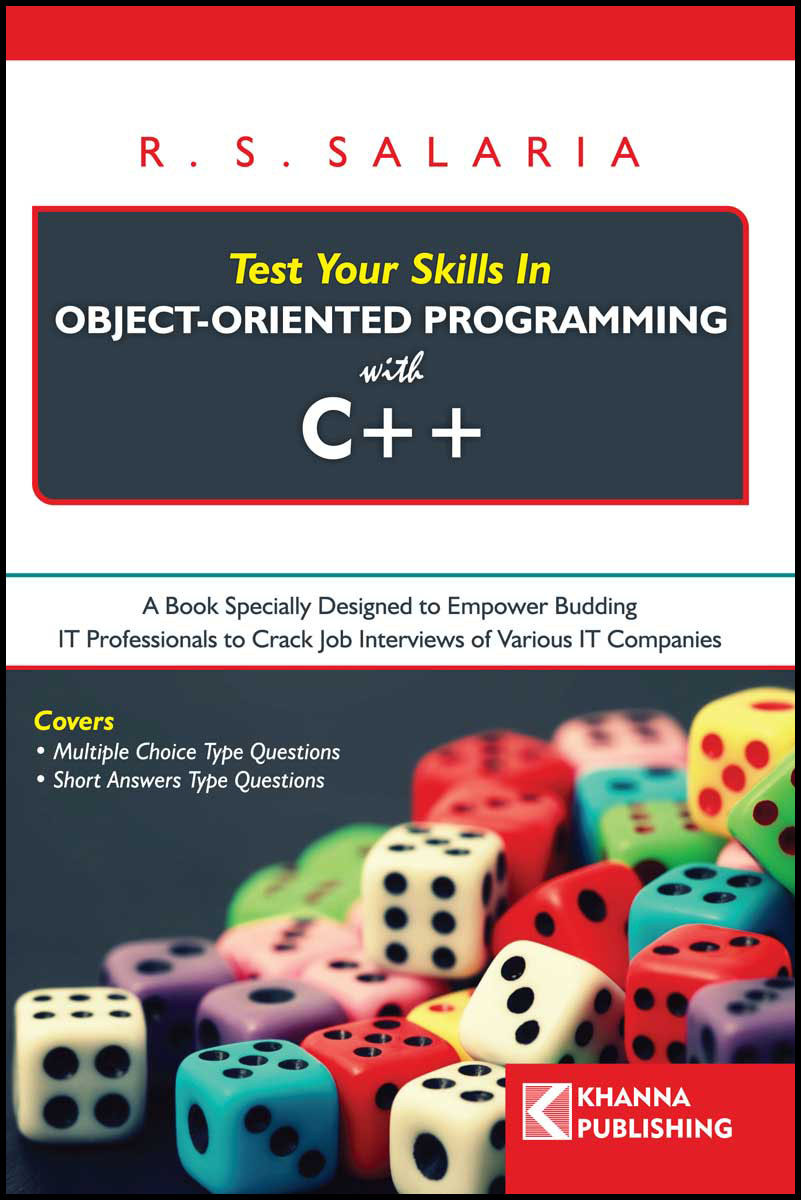 R. S. SALARIA
Test Your Skills In
OBJECT-ORIENTED PROGRAMMING
with
C++
A Book Specially Designed to Empower Budding
IT Professionals to Crack Job Interviews of Various IT Companies
Covers
• Multiple Choice Type Questions
• Short Answers Type Questions
KHANNA
PUBLISHING